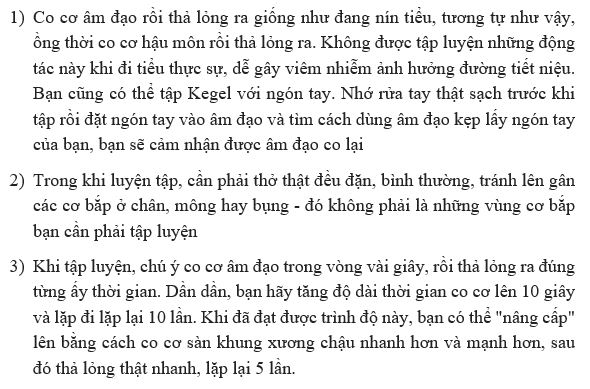 1) Co cơ âm đạo rồi thả lỏng ra giống như đang nín tiểu, tương tự như vậy,
ồng thời co cơ hậu môn rồi thả lỏng ra. Không được tập luyện những động
tác này khi đi tiểu thực sự, dễ gây viêm nhiễm ảnh hưởng đường tiết niệu.
Bạn cũng có thể tập Kegel với ngón tay. Nhớ rửa tay thật sạch trước khi
tập rồi đặt ngón tay vào âm đạo và tìm cách dùng âm đạo kẹp lấy ngón tay
của bạn, bạn sẽ cảm nhận được âm đạo co lại
2) Trong khi luyện tập, cần phải thở thật đều đặn, bình thường, tránh lên gân
các cơ bắp ở chân, mông hay bụng - đó không phải là những vùng cơ bắp
bạn cần phải tập luyện
3) Khi tập luyện, chú ý co cơ âm đạo trong vòng vài giây, rồi thả lỏng ra đúng
từng ấy thời gian. Dần dần, bạn hãy tăng độ dài thời gian co cơ lên 10 giây
và lặp đi lặp lại 10 lần. Khi đã đạt được trình độ này, bạn có thể "nâng cấp"
lên bằng cách co cơ sàn khung xương chậu nhanh hơn và mạnh hơn, sau
đó thả lỏng thật nhanh, lặp lại 5 lần.